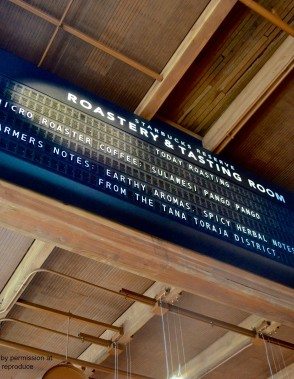 STARBUCKS RESERVE
ROASTERY & TASTING ROOM
TODAY ROASTING
MICRO ROASTER COFFEE: SULAWESI PANGO PANGO
FARMERS NOTES: EARTHY AROMAS, SPICY HERBAL NOTES
FROM THE TANA TORAJA DISTRICT.
by permission at
reproduce